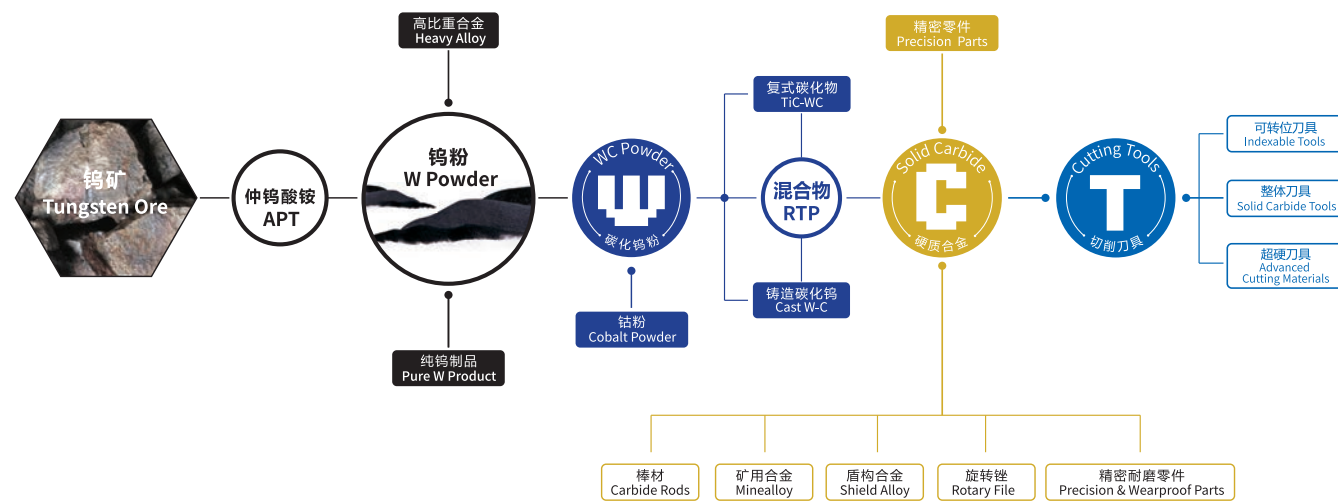 钨矿
Tungsten Ore
仲钨酸铵
APT
高比重合金
Heavy Alloy
钨粉
W Powder
纯钨制品
Pure W Product
WC Powder
W
碳化钨粉
钴粉
Cobalt Powder
复式碳化物
TiC-WC
混合物
RTP
铸造碳化钨
Cast W-C
精密零件
Precision Parts
Solid Carbide
C
硬质合金
棒材
Carbide Rods
矿用合金
Minealloy
盾构合金
Shield Alloy
旋转锉
Rotary File
精密耐磨零件
Precision & Wearproof Parts
Cutting Tools
T
切削刀具
可转位刀具
Indexable Tools
整体刀具
Solid Carbide Tools
超硬刀具
Advanced
Cutting Materials